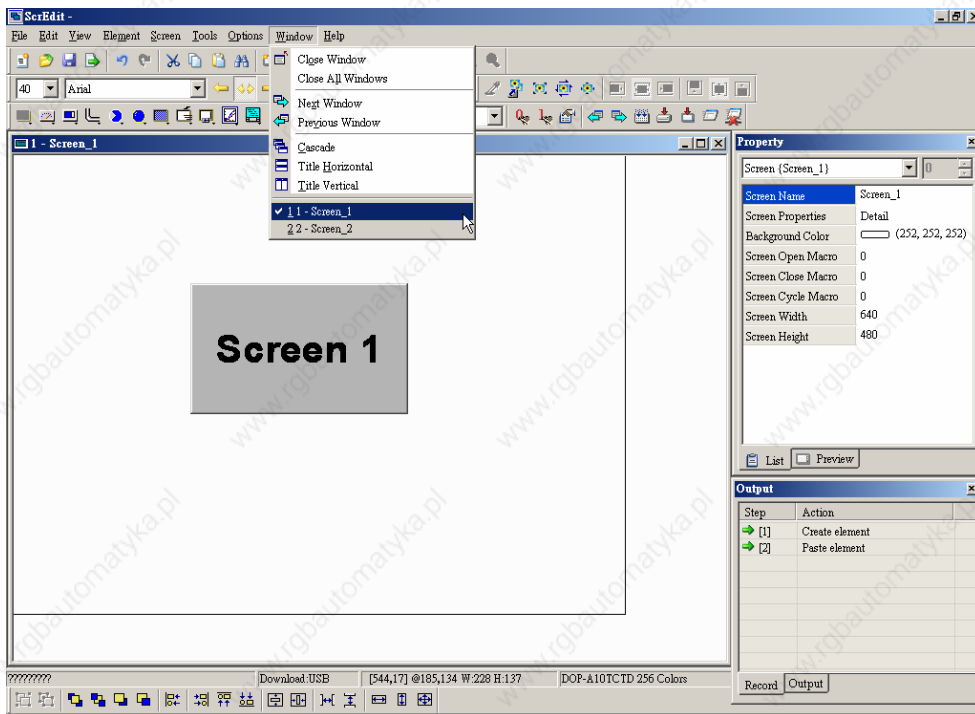 ScrEdit -
File Edit View Element Screen Tools Options Window Help
40 Arial
Close Window
Close All Windows
Next Window
Previous Window
Cascade
Title Horizontal
Title Vertical
1 1 - Screen_1
2 2 - Screen_2
1 - Screen_1
Screen 1
Property
Screen {Screen_1} 0
Screen Name Screen_1
Screen Properties Detail
Background Color (252, 252, 252)
Screen Open Macro 0
Screen Close Macro 0
Screen Cycle Macro 0
Screen Width 640
Screen Height 480
List Preview
Output
Step Action
[1] Create element
[2] Paste element
Record Output
????????? Download:USB [544,17] @185,134 W:228 H:137 DOP-A10TCTD 256 Colors
www.rgbautomatyka.pl